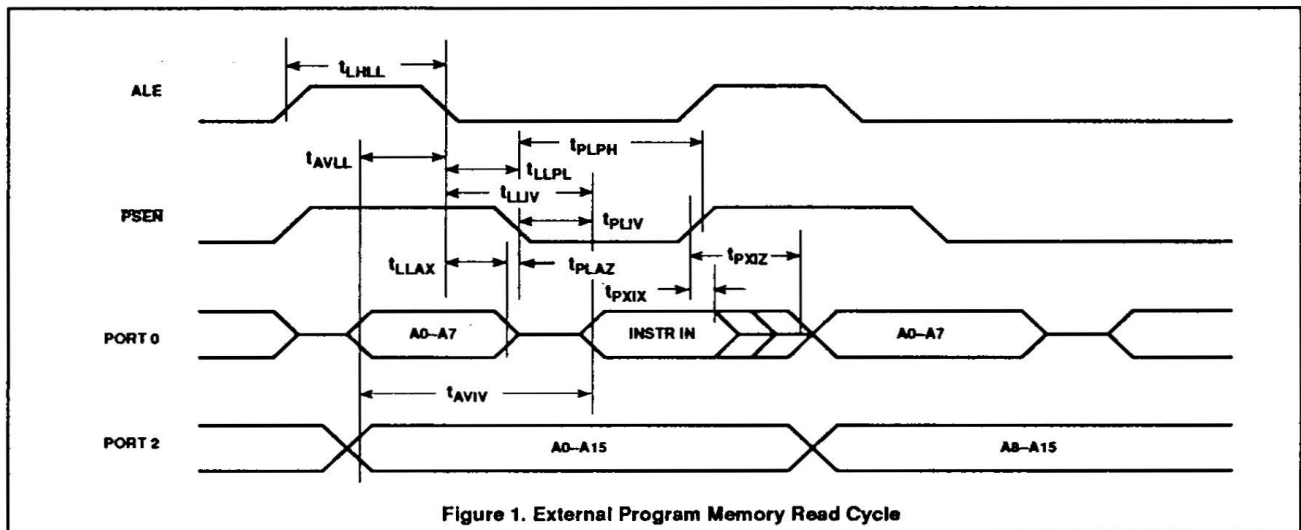 tLHLL
ALE
tPLPH
tAVLL
tLLPL
tLLIV
PSEN
tPLIV
tLLAX
tPLAZ
tPXIZ
tPXIX
PORT 0
A0–A7
INSTR IN
A0–A7
tAVIV
PORT 2
A0–A15
A8–A15
Figure 1. External Program Memory Read Cycle